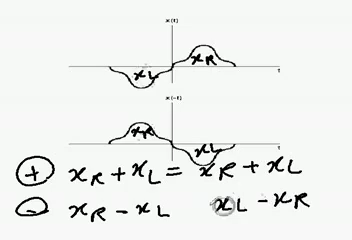 x(t)
xR
xL
t
x(-t)
xR
xL
t
+ xR + xL = xR + xL
- xR - xL xL - xR